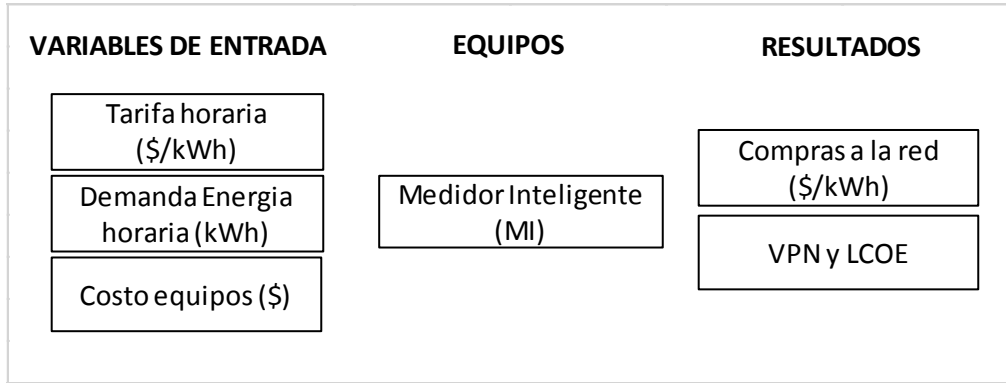 VARIABLES DE ENTRADA
Tarifa horaria
($/kWh)
Demanda Energia
horaria (kWh)
Costo equipos ($)
EQUIPOS
Medidor Inteligente
(MI)
RESULTADOS
Compras a la red
($/kWh)
VPN y LCOE